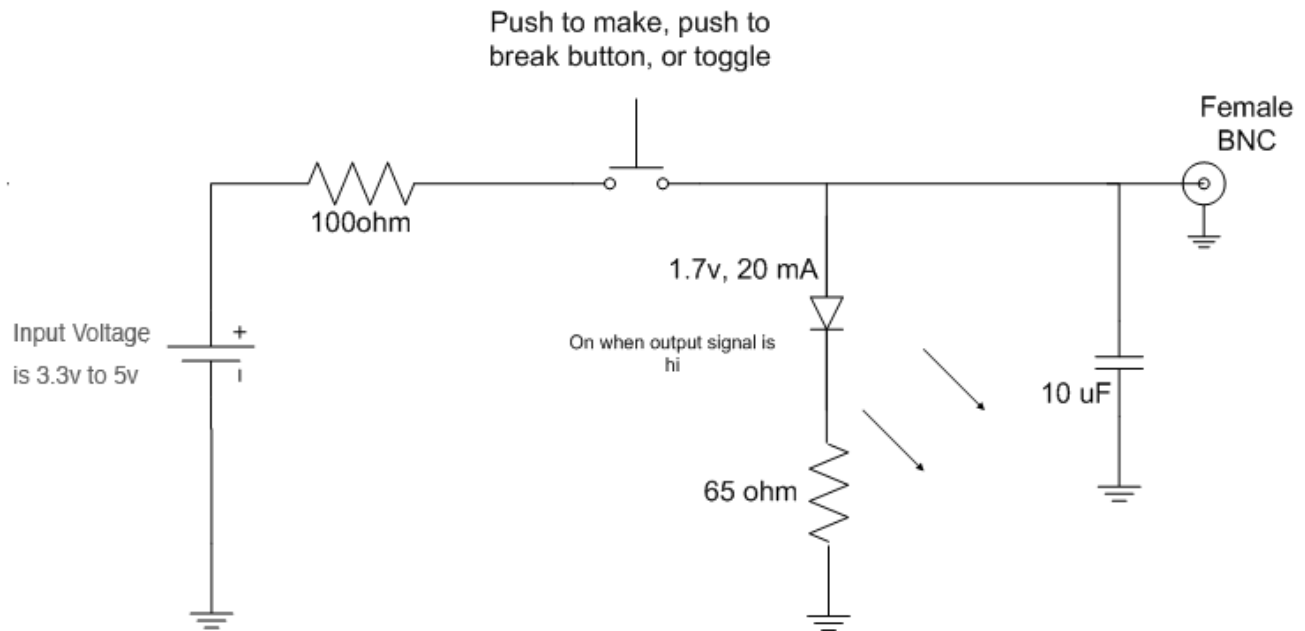 Push to make, push to
break button, or toggle
Female
BNC
100ohm
1.7v, 20 mA
Input Voltage
is 3.3v to 5v
+
On when output signal is
hi
10 uF
65 ohm